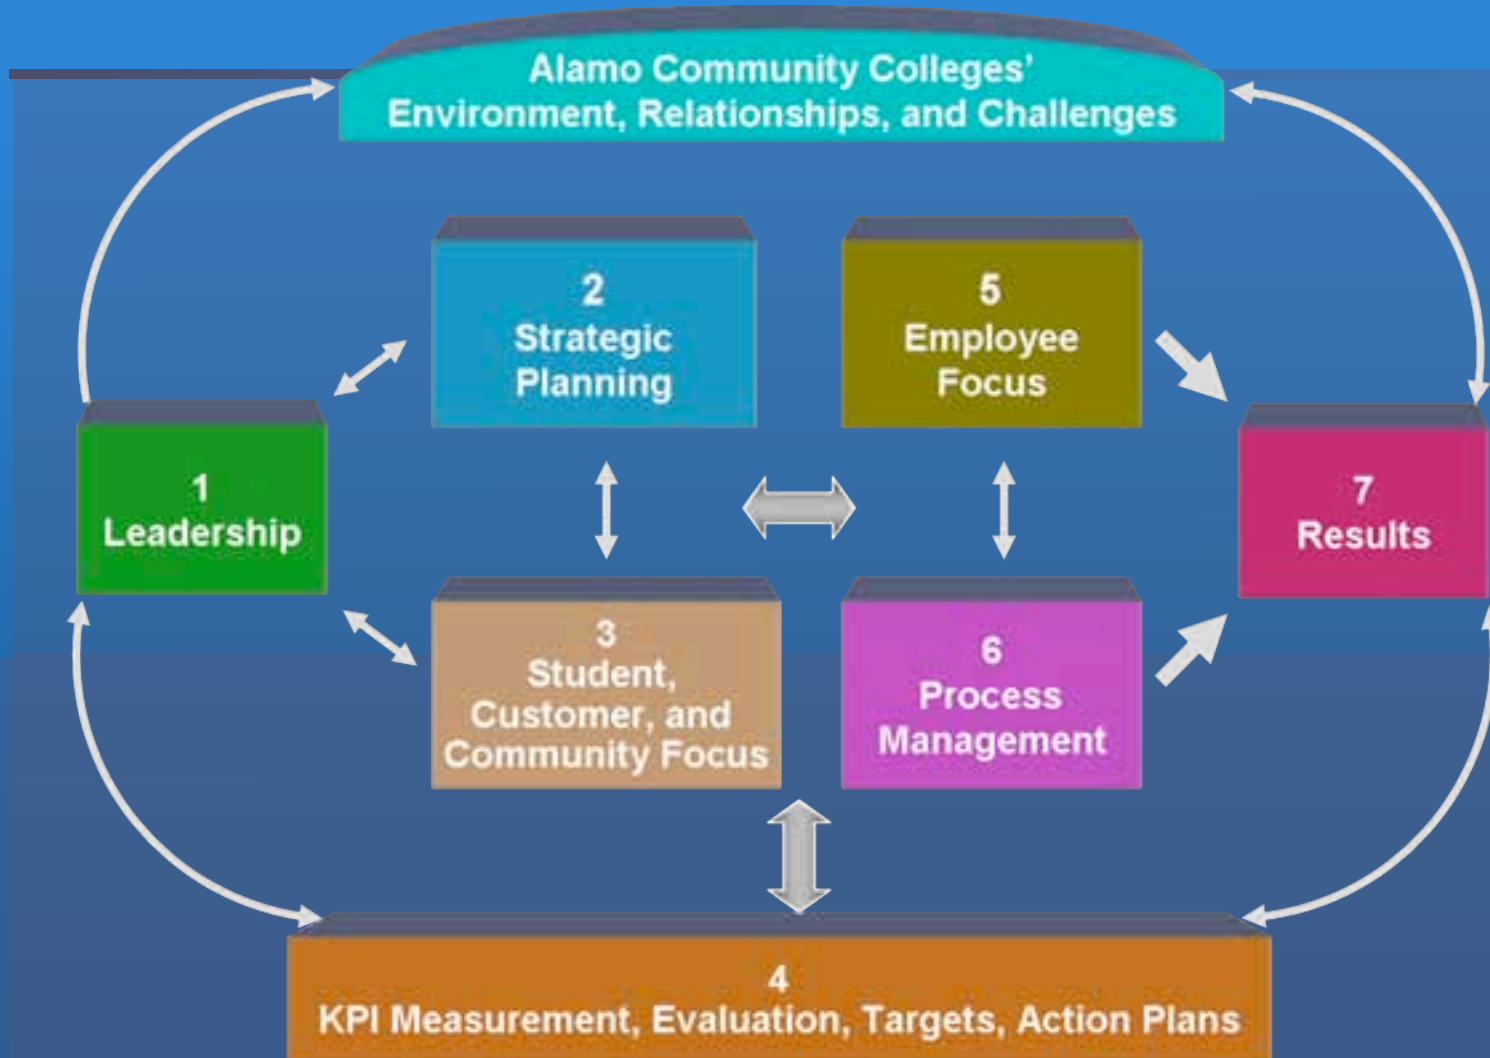 Alamo Community Colleges'
Environment, Relationships, and Challenges
2
Strategic
Planning
5
Employee
Focus
1
Leadership
7
Results
3
Student,
Customer, and
Community Focus
6
Process
Management
4
KPI Measurement, Evaluation, Targets, Action Plans